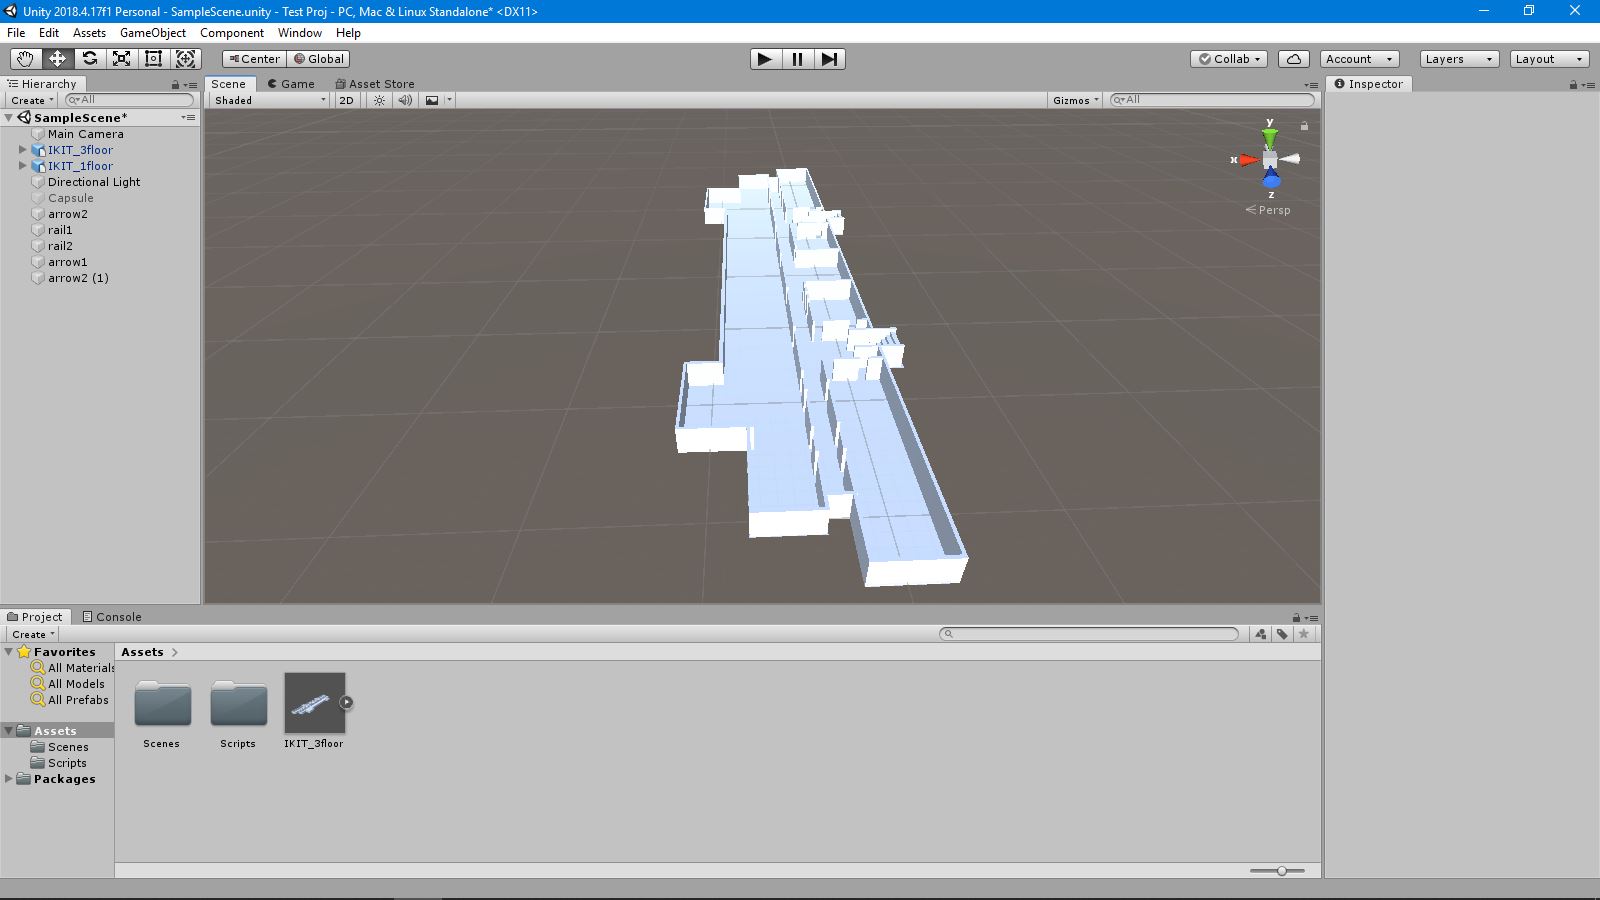 Unity 2018.4.17f1 Personal - SampleScene.unity - Test Proj - PC, Mac & Linux Standalone* <DX11>
File Edit Assets GameObject Component Window Help
Center Global Collab Account Layers Layout
Hierarchy
Create All
SampleScene*
Main Camera
IKIT_3floor
IKIT_1floor
Directional Light
Capsule
arrow2
rail1
rail2
arrow1
arrow2 (1)
Scene Game Asset Store
Shaded 2D Gizmos All
y
x
z
Persp
Inspector
Project Console
Create
Favorites
All Materials
All Models
All Prefabs
Assets
Scenes
Scripts
Packages
Assets
Scenes Scripts IKIT_3floor